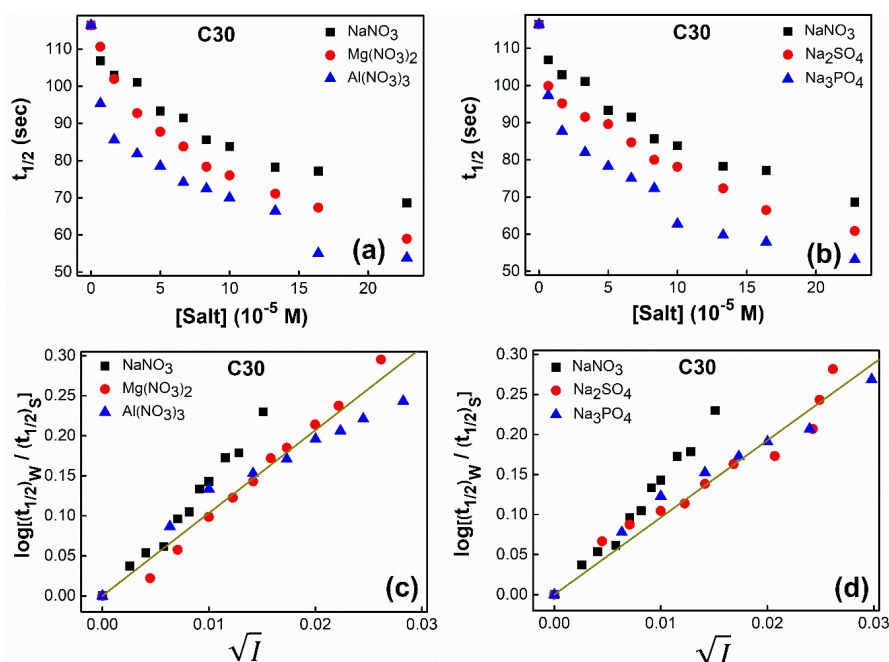 C30
NaNO3
Mg(NO3)2
Al(NO3)3
110
100
90
80
70
60
50
t1/2 (sec)
(a)
0 5 10 15 20
[Salt] (10-5 M)
C30
NaNO3
Na2SO4
Na3PO4
110
100
90
80
70
60
50
t1/2 (sec)
(b)
0 5 10 15 20
[Salt] (10-5 M)
C30
NaNO3
Mg(NO3)2
Al(NO3)3
0.30
0.25
0.20
0.15
0.10
0.05
0.00
log[(t1/2)W / (t1/2)S]
(c)
0.00 0.01 0.02 0.03
√I
C30
NaNO3
Na2SO4
Na3PO4
0.30
0.25
0.20
0.15
0.10
0.05
0.00
log[(t1/2)W / (t1/2)S]
(d)
0.00 0.01 0.02 0.03
√I